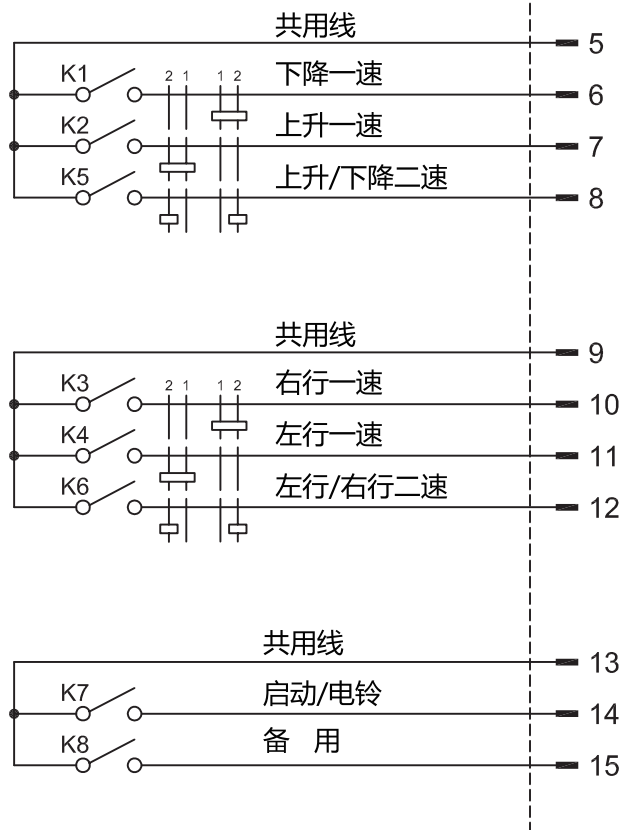 共用线 5
K1 2 1 1 2 下降一速 6
K2 上升一速 7
K5 上升/下降二速 8
共用线 9
K3 2 1 1 2 右行一速 10
K4 左行一速 11
K6 左行/右行二速 12
共用线 13
K7 启动/电铃 14
K8 备 用 15